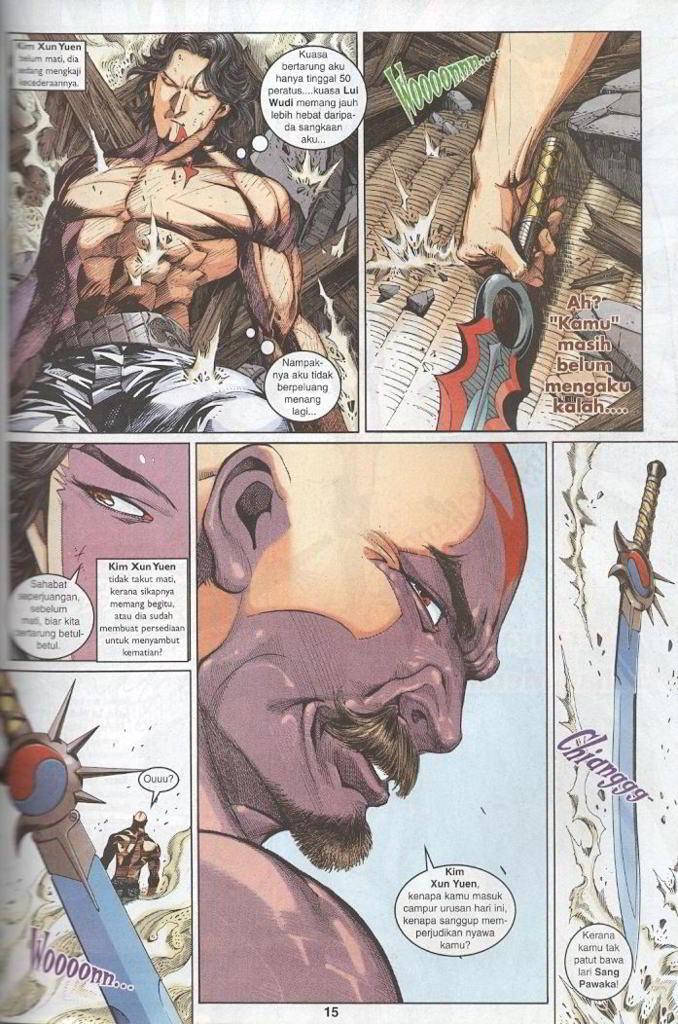 Kim Xun Yuen
belum mati, dia
sedang mengkaji
kecederaannya.
Kuasa
bertarung aku
hanya tinggal 50
peratus....kuasa Lui
Wudi memang jauh
lebih hebat daripa-
da sangkaan
aku...
Nampak-
nya aku tidak
berpeluang
menang
lagi...
Woooonnn...
Ah?
"Kamu"
masih
belum
mengaku
kalah....
Sahabat
seperjuangan,
sebelum
mati, biar kita
bertarung betul-
betul.
Kim Xun Yuen
tidak takut mati,
kerana sikapnya
memang begitu,
atau dia sudah
membuat persediaan
untuk menyambut
kematian?
Ouuu?
Woooonn...
Kim
Xun Yuen,
kenapa kamu masuk
campur urusan hari ini,
kenapa sanggup mem-
perjudikan nyawa
kamu?
Chianggg-
Kerana
kamu tak
patut bawa
lari Sang
Pawaka!
15